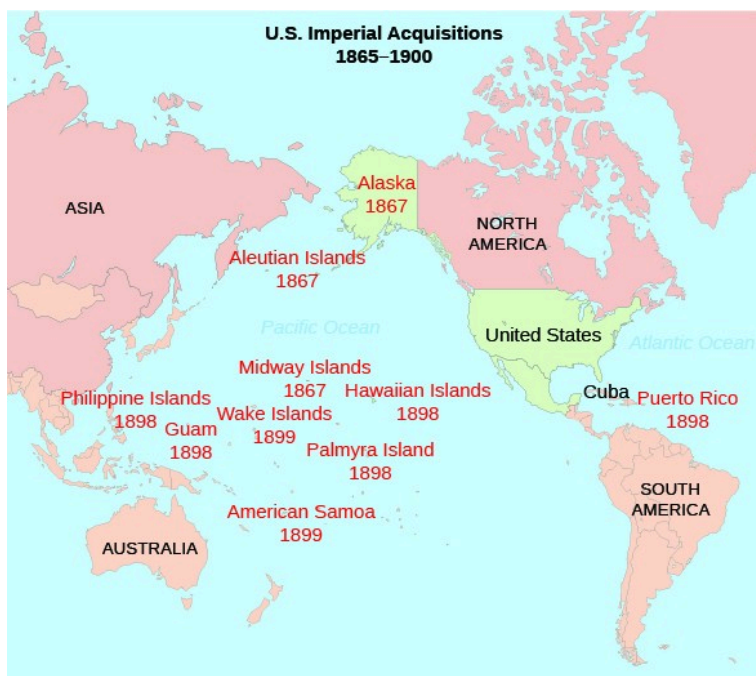 U.S. Imperial Acquisitions
1865–1900
Alaska
1867
ASIA
NORTH
AMERICA
Aleutian Islands
1867
Pacific Ocean
United States
Atlantic Ocean
Midway Islands
1867
Philippine Islands
1898
Hawaiian Islands
1898
Cuba
Puerto Rico
1898
Wake Islands
1899
Guam
1898
Palmyra Island
1898
SOUTH
AMERICA
American Samoa
1899
AUSTRALIA